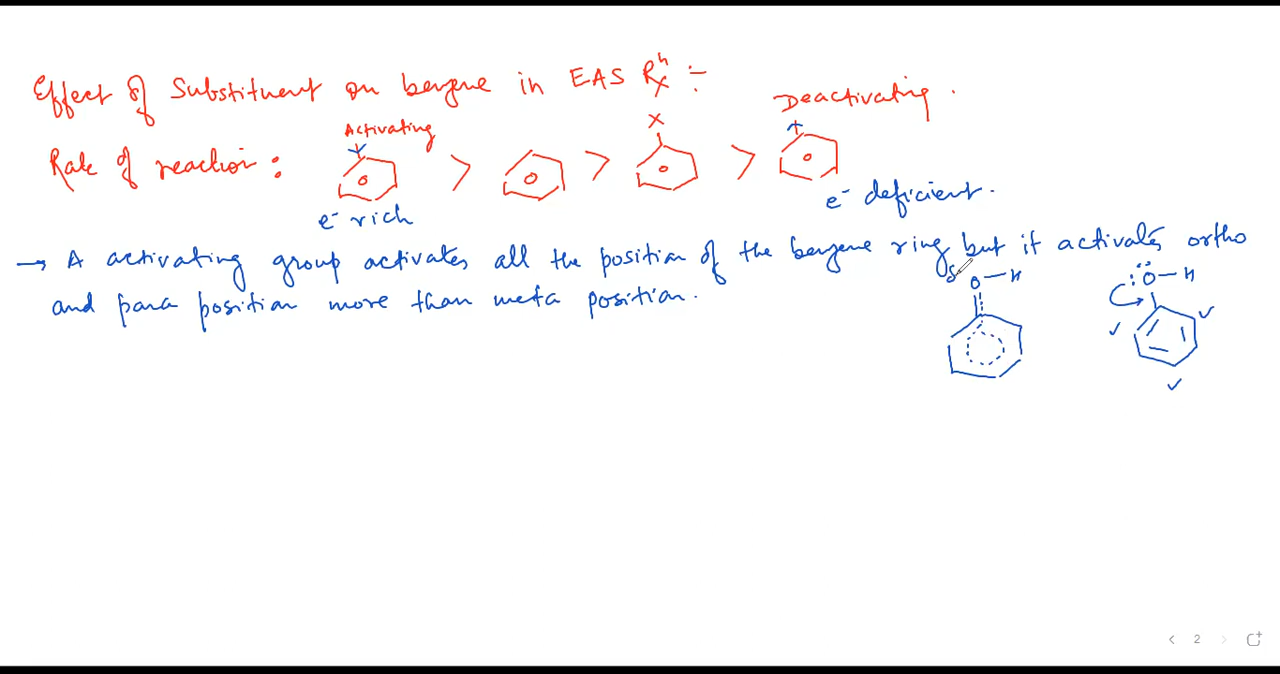 Effect of Substituent on benzene in EAS Rxⁿ :-
Deactivating.
Activating
X
Rate of reaction : > > >
e⁻ rich
e⁻ deficient.
→ A activating group activates all the position of the benzene ring but it activates ortho
and para position more than meta position.
δ
O-H
:Ö-H
2